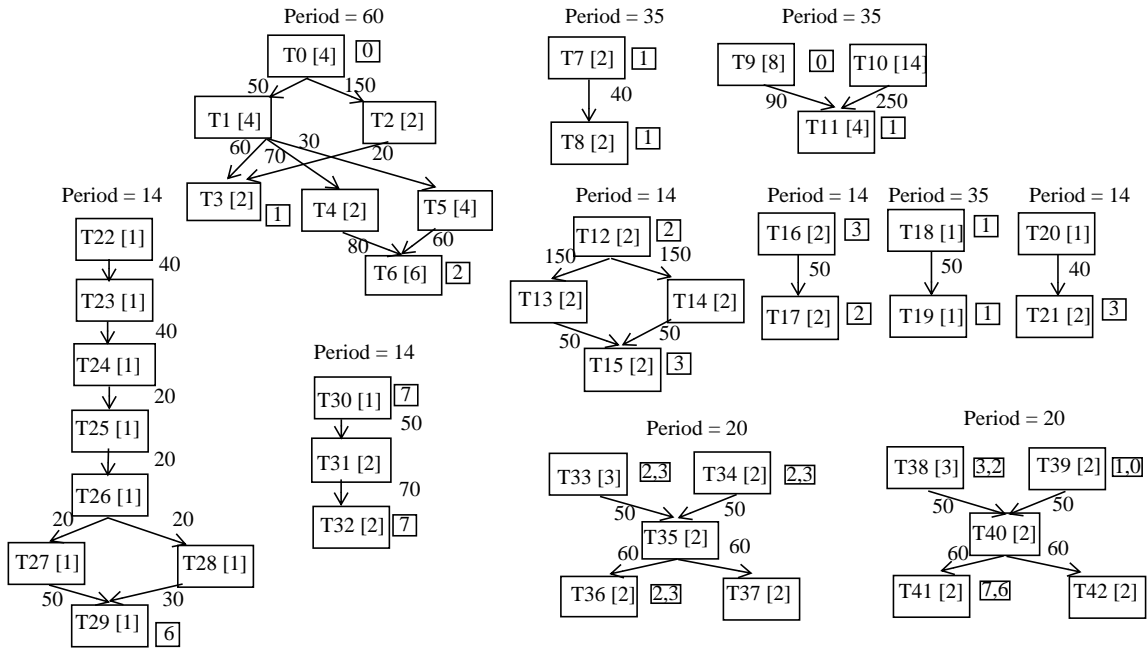 Period = 60
T0 [4] 0
50 150
T1 [4] T2 [2]
60 70 30 20
T3 [2] 1 T4 [2] T5 [4]
80 60
T6 [6] 2
Period = 35
T7 [2] 1
40
T8 [2] 1
Period = 35
T9 [8] 0 T10 [14]
90 250
T11 [4] 1
Period = 14
T22 [1]
40
T23 [1]
40
T24 [1]
20
T25 [1]
20
T26 [1]
20 20
T27 [1] T28 [1]
50 30
T29 [1] 6
Period = 14
T30 [1] 7
50
T31 [2]
70
T32 [2] 7
Period = 14
T12 [2] 2
150 150
T13 [2] T14 [2]
50 50
T15 [2] 3
Period = 14
T16 [2] 3
50
T17 [2] 2
Period = 35
T18 [1] 1
50
T19 [1] 1
Period = 14
T20 [1]
40
T21 [2] 3
Period = 20
T33 [3] 2,3 T34 [2] 2,3
50 50
T35 [2]
60 60
T36 [2] 2,3 T37 [2]
Period = 20
T38 [3] 3,2 T39 [2] 1,0
50 50
T40 [2]
60 60
T41 [2] 7,6 T42 [2]